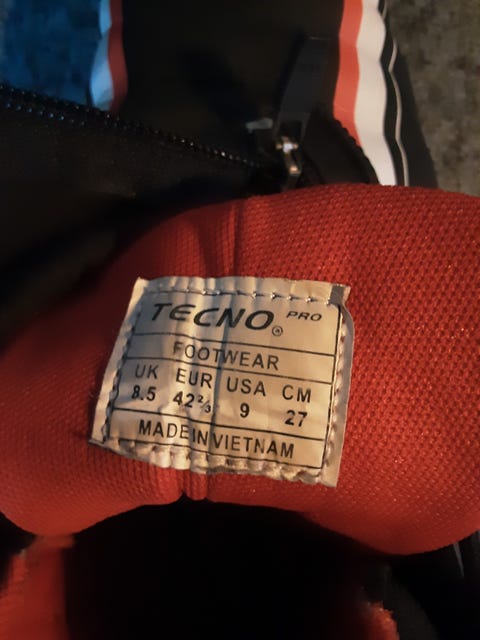 TECNO® PRO
FOOTWEAR
UK EUR USA CM
8.5 42⅔ 9 27
MADE IN VIETNAM